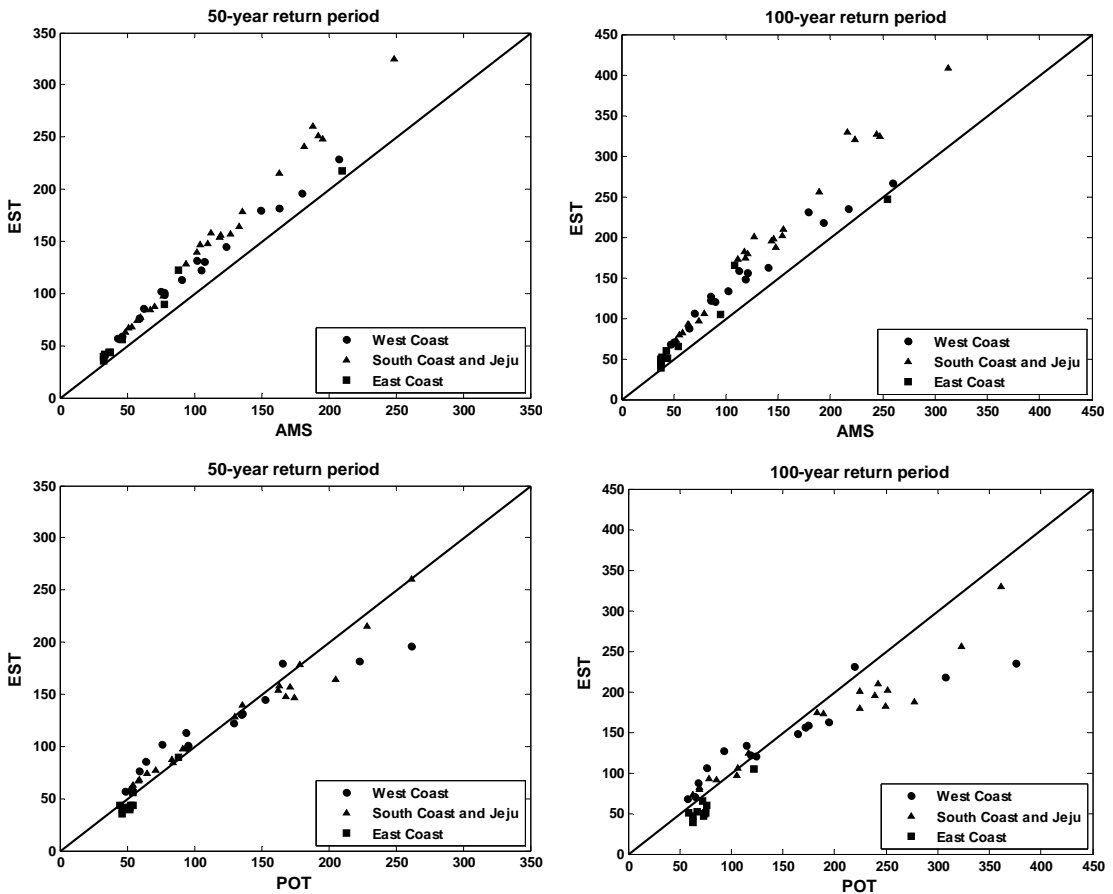 50-year return period
350
300
250
200
150
100
50
0
EST
0 50 100 150 200 250 300 350
AMS
West Coast
South Coast and Jeju
East Coast
100-year return period
450
400
350
300
250
200
150
100
50
0
EST
0 50 100 150 200 250 300 350 400 450
AMS
West Coast
South Coast and Jeju
East Coast
50-year return period
350
300
250
200
150
100
50
0
EST
0 50 100 150 200 250 300 350
POT
West Coast
South Coast and Jeju
East Coast
100-year return period
450
400
350
300
250
200
150
100
50
0
EST
0 50 100 150 200 250 300 350 400 450
POT
West Coast
South Coast and Jeju
East Coast